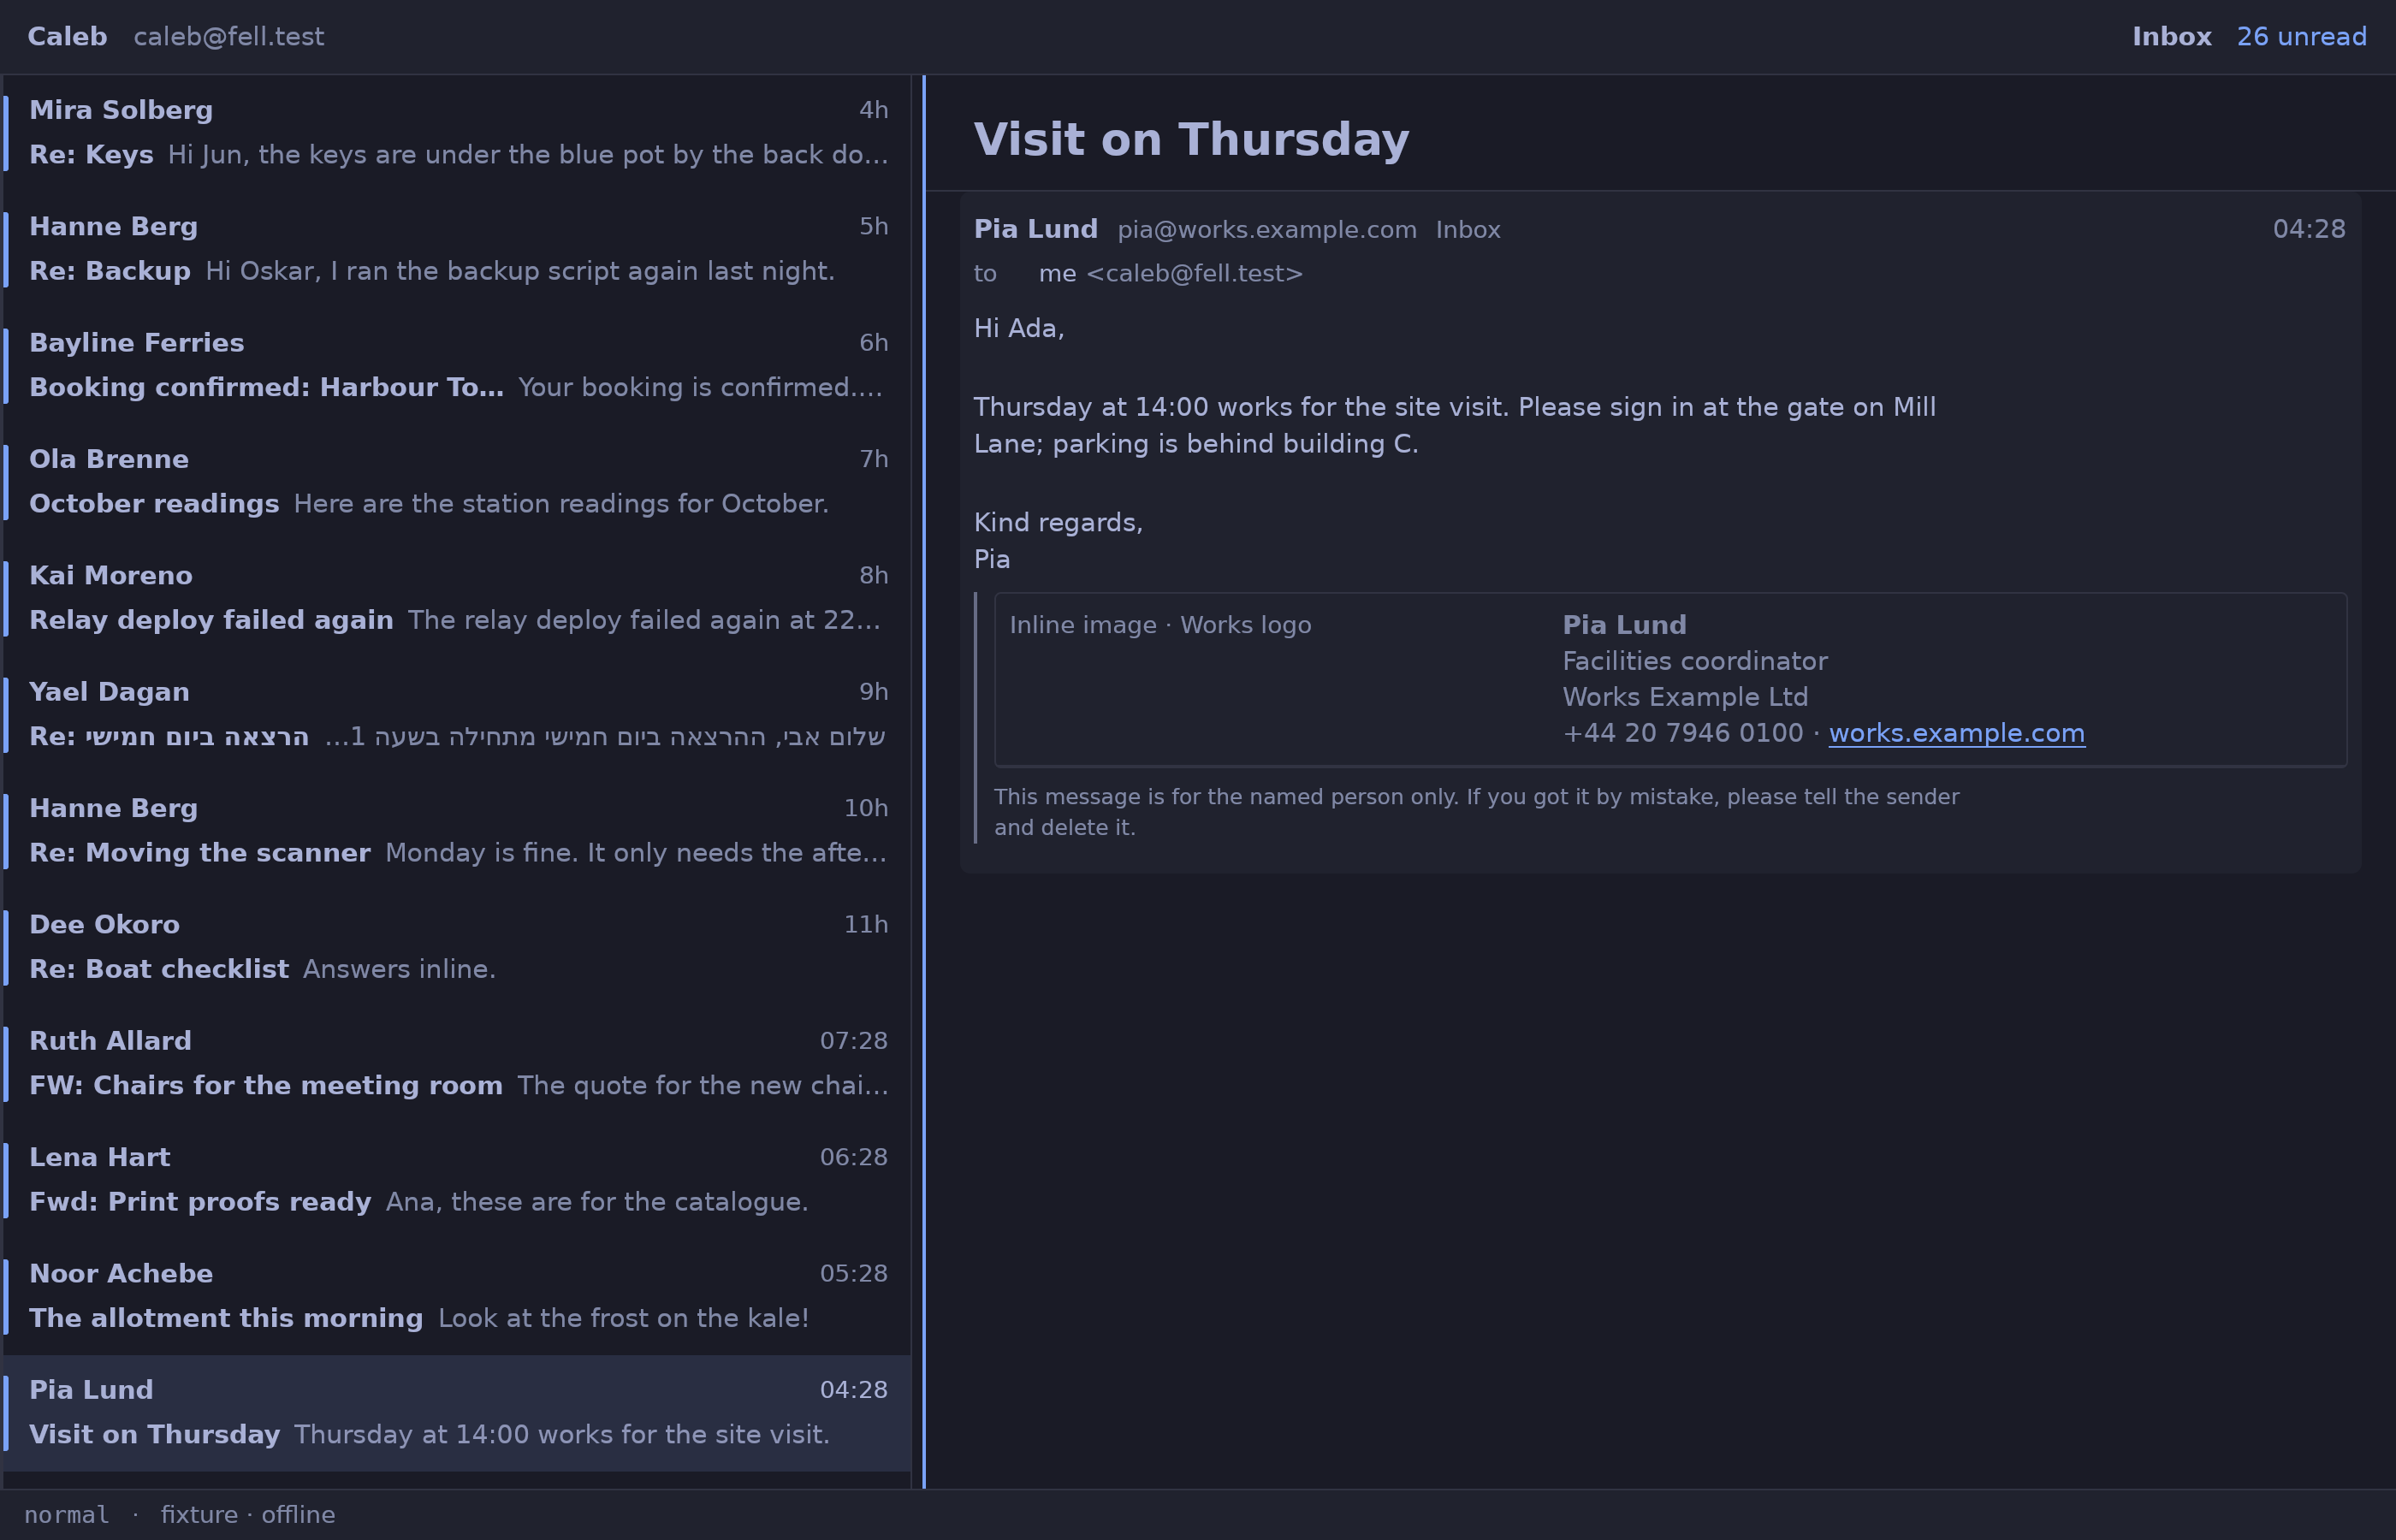 Caleb caleb@fell.test
Inbox 26 unread
Mira Solberg 4h
Re: Keys Hi Jun, the keys are under the blue pot by the back do…
Hanne Berg 5h
Re: Backup Hi Oskar, I ran the backup script again last night.
Bayline Ferries 6h
Booking confirmed: Harbour To… Your booking is confirmed.…
Ola Brenne 7h
October readings Here are the station readings for October.
Kai Moreno 8h
Relay deploy failed again The relay deploy failed again at 22…
Yael Dagan 9h
Re: הרצאה ביום חמישי שלום אבי, ההרצאה ביום חמישי מתחילה בשעה 1…
Hanne Berg 10h
Re: Moving the scanner Monday is fine. It only needs the afte…
Dee Okoro 11h
Re: Boat checklist Answers inline.
Ruth Allard 07:28
FW: Chairs for the meeting room The quote for the new chai…
Lena Hart 06:28
Fwd: Print proofs ready Ana, these are for the catalogue.
Noor Achebe 05:28
The allotment this morning Look at the frost on the kale!
Pia Lund 04:28
Visit on Thursday Thursday at 14:00 works for the site visit.
Visit on Thursday
Pia Lund pia@works.example.com Inbox 04:28
to me <caleb@fell.test>
Hi Ada,
Thursday at 14:00 works for the site visit. Please sign in at the gate on Mill
Lane; parking is behind building C.
Kind regards,
Pia
Inline image · Works logo
Pia Lund
Facilities coordinator
Works Example Ltd
+44 20 7946 0100 · works.example.com
This message is for the named person only. If you got it by mistake, please tell the sender
and delete it.
normal · fixture · offline